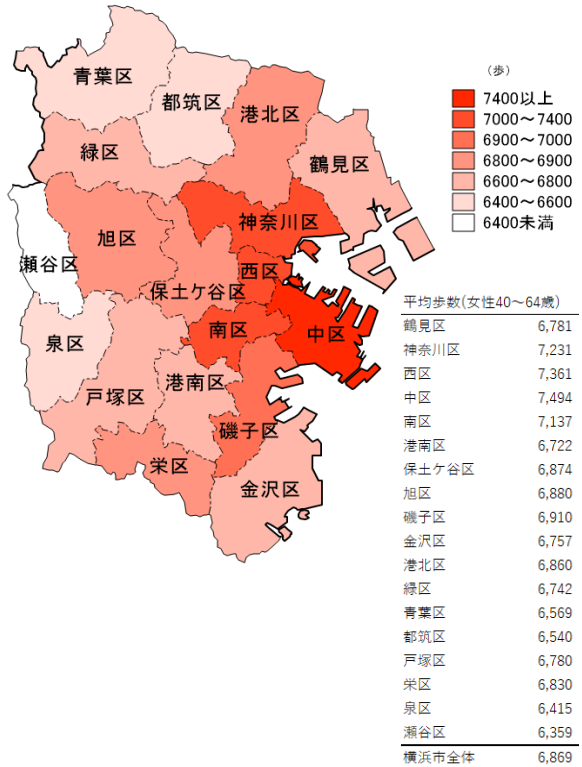 青葉区
都筑区
港北区
緑区
鶴見区
神奈川区
旭区
瀬谷区
西区
保土ケ谷区
南区
中区
泉区
港南区
戸塚区
磯子区
栄区
金沢区
（歩）
7400以上
7000～7400
6900～7000
6800～6900
6600～6800
6400～6600
6400未満
平均歩数(女性40～64歳)
鶴見区 6,781
神奈川区 7,231
西区 7,361
中区 7,494
南区 7,137
港南区 6,722
保土ケ谷区 6,874
旭区 6,880
磯子区 6,910
金沢区 6,757
港北区 6,860
緑区 6,742
青葉区 6,569
都筑区 6,540
戸塚区 6,780
栄区 6,830
泉区 6,415
瀬谷区 6,359
横浜市全体 6,869